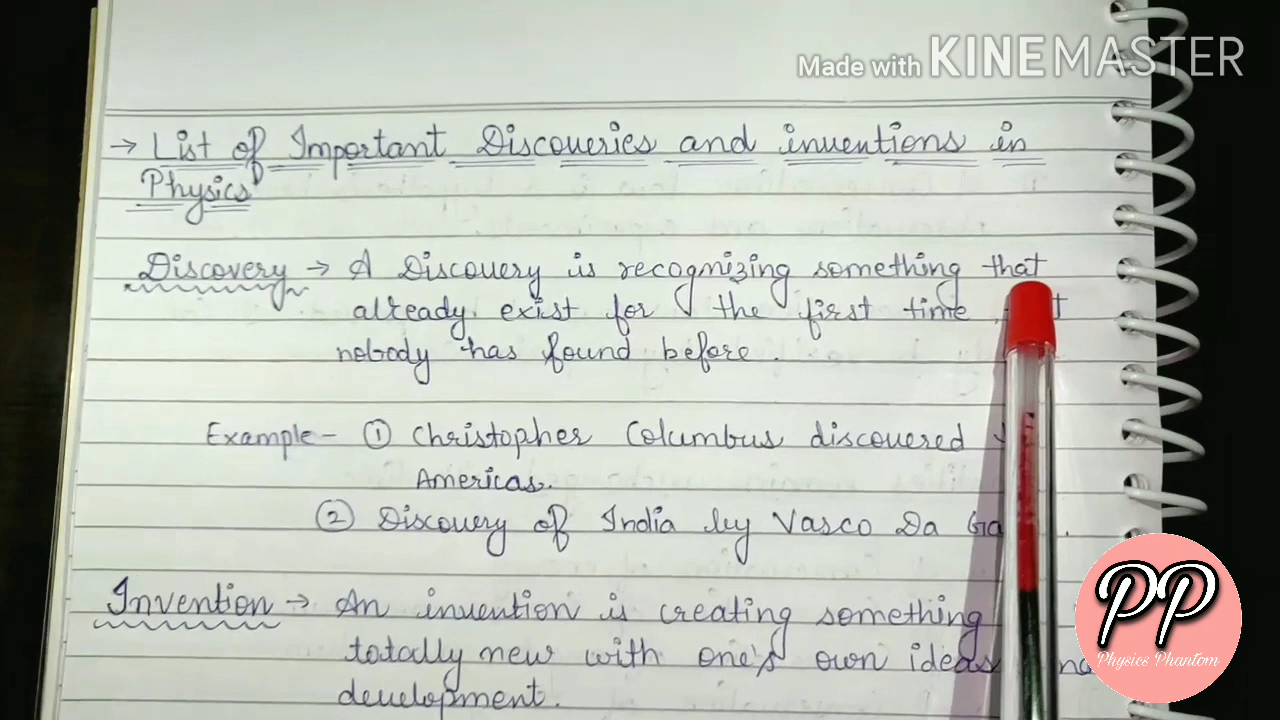 Made with KINEMASTER
→ List of Important Discoveries and inventions in
Physics
Discovery → A Discovery is recognizing something that
already exist for the first time,
nobody has found before.
Example - ① Christopher Columbus discovered
Americas.
② Discovery of India by Vasco Da
Invention → An invention is creating something
totally new with one's own ideas
development.
PP
Physics Phantom